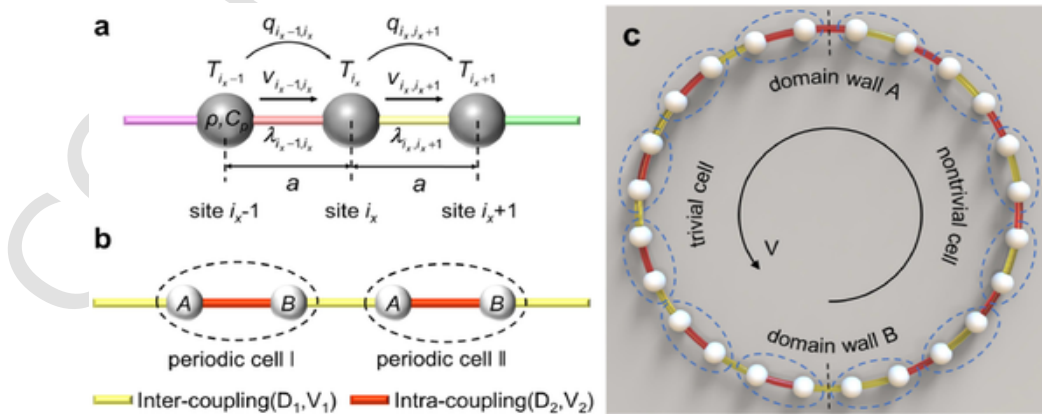 a
q_{i_x-1,i_x} q_{i_x,i_x+1}
T_{i_x-1} v_{i_x-1,i_x} T_{i_x} v_{i_x,i_x+1} T_{i_x+1}
ρ,C_p
λ_{i_x-1,i_x} λ_{i_x,i_x+1}
a a
site i_x-1 site i_x site i_x+1
b
A B A B
periodic cell Ⅰ periodic cell Ⅱ
Inter-coupling(D_1,V_1) Intra-coupling(D_2,V_2)
c
domain wall A
trivial cell
V
nontrivial cell
domain wall B